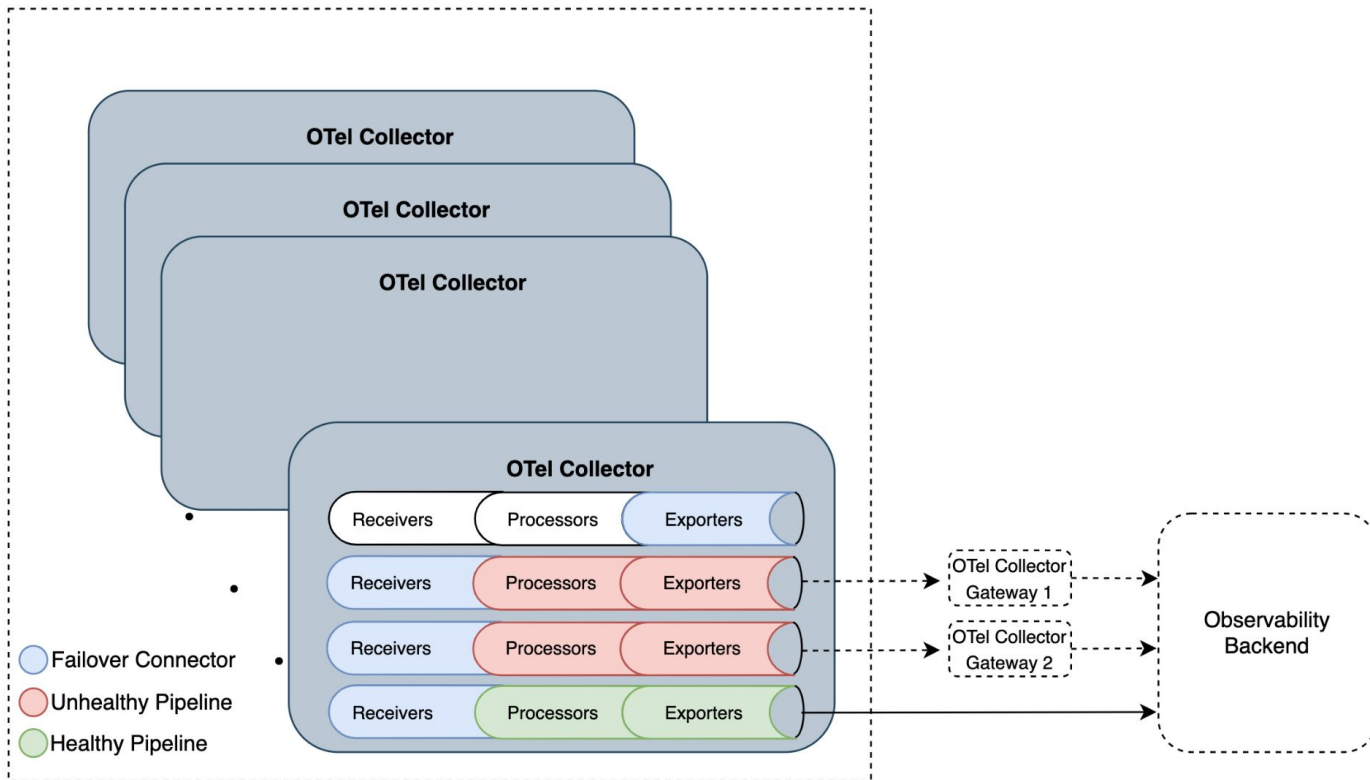 OTel Collector
OTel Collector
OTel Collector
OTel Collector
Receivers Processors Exporters
Receivers Processors Exporters
Receivers Processors Exporters
Receivers Processors Exporters
OTel Collector
Gateway 1
OTel Collector
Gateway 2
Observability
Backend
Failover Connector
Unhealthy Pipeline
Healthy Pipeline